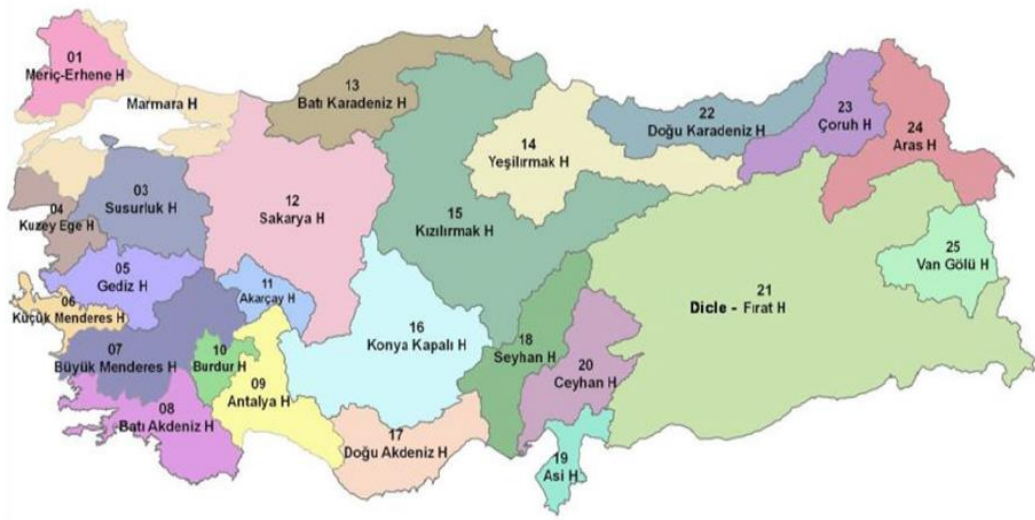 01
Meriç-Erhene H
Marmara H
03
Susurluk H
04
Kuzey Ege H
05
Gediz H
06
Küçük Menderes H
07
Büyük Menderes H
08
Batı Akdeniz H
09
Antalya H
10
Burdur H
11
Akarçay H
12
Sakarya H
13
Batı Karadeniz H
14
Yeşilırmak H
15
Kızılırmak H
16
Konya Kapalı H
17
Doğu Akdeniz H
18
Seyhan H
19
Asi H
20
Ceyhan H
21
Dicle - Fırat H
22
Doğu Karadeniz H
23
Çoruh H
24
Aras H
25
Van Gölü H